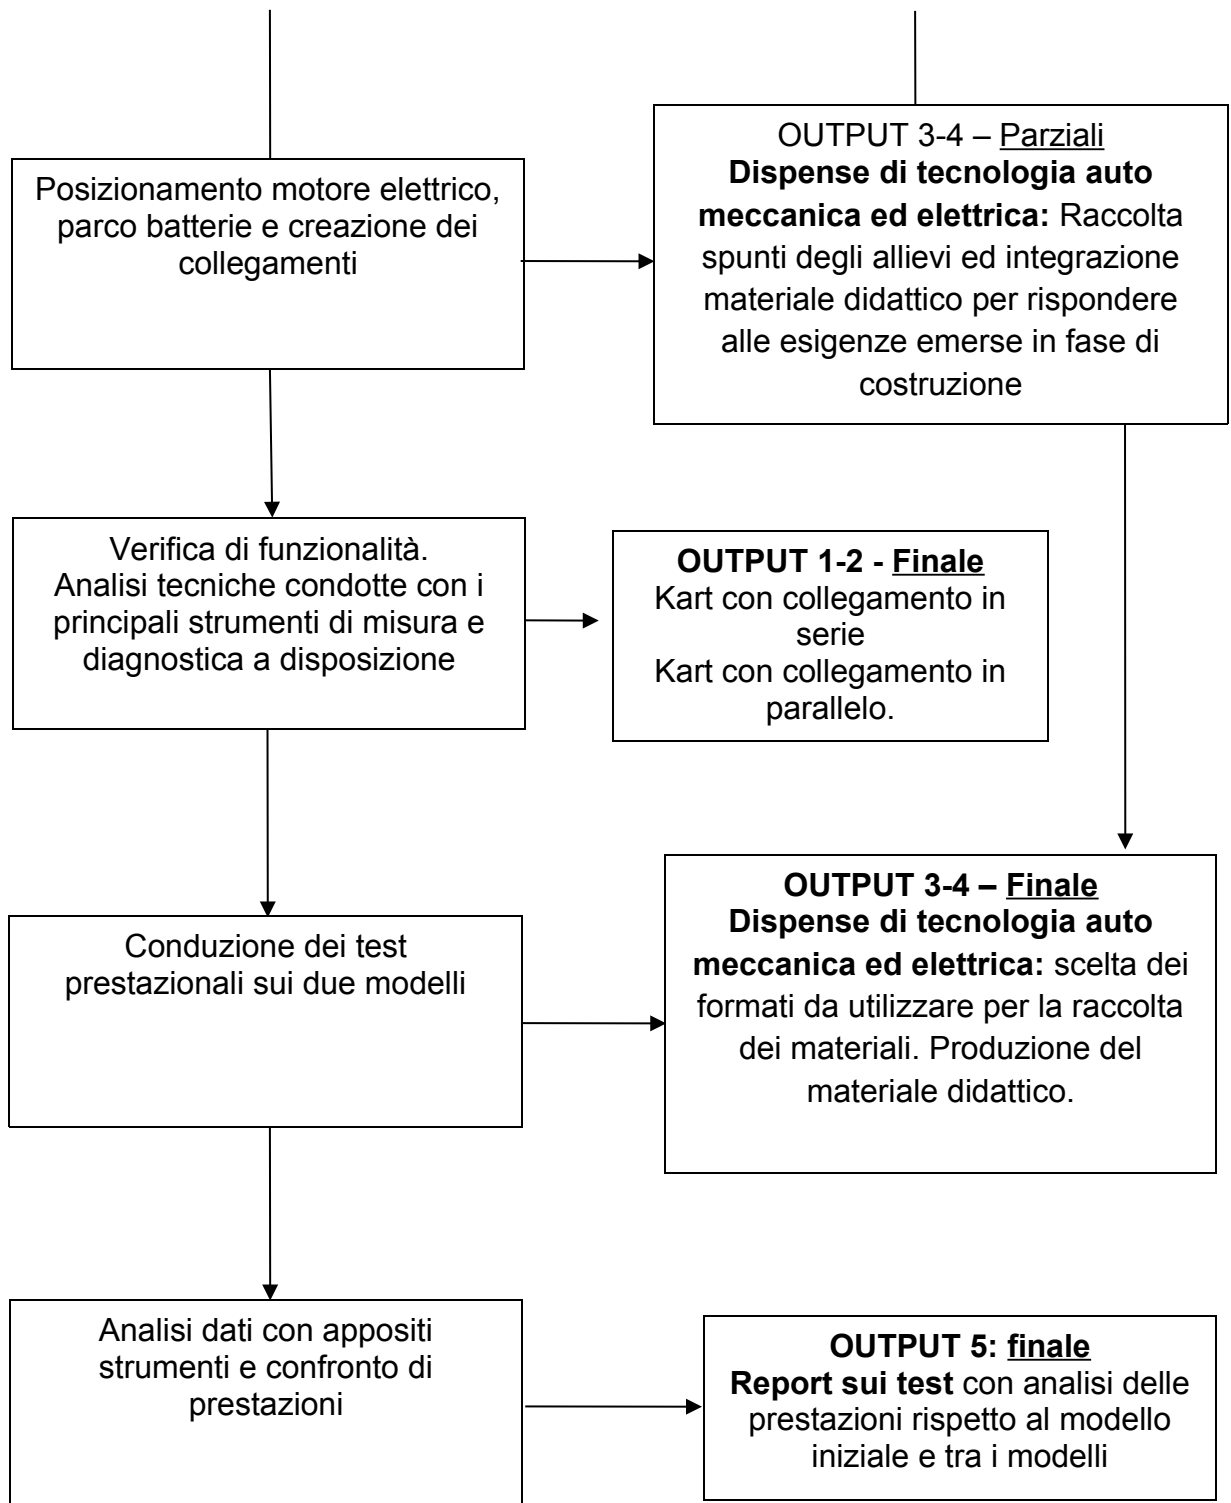 Posizionamento motore elettrico,
parco batterie e creazione dei
collegamenti
OUTPUT 3-4 – Parziali
Dispense di tecnologia auto
meccanica ed elettrica: Raccolta
spunti degli allievi ed integrazione
materiale didattico per rispondere
alle esigenze emerse in fase di
costruzione
Verifica di funzionalità.
Analisi tecniche condotte con i
principali strumenti di misura e
diagnostica a disposizione
OUTPUT 1-2 - Finale
Kart con collegamento in
serie
Kart con collegamento in
parallelo.
Conduzione dei test
prestazionali sui due modelli
OUTPUT 3-4 – Finale
Dispense di tecnologia auto
meccanica ed elettrica: scelta dei
formati da utilizzare per la raccolta
dei materiali. Produzione del
materiale didattico.
Analisi dati con appositi
strumenti e confronto di
prestazioni
OUTPUT 5: finale
Report sui test con analisi delle
prestazioni rispetto al modello
iniziale e tra i modelli